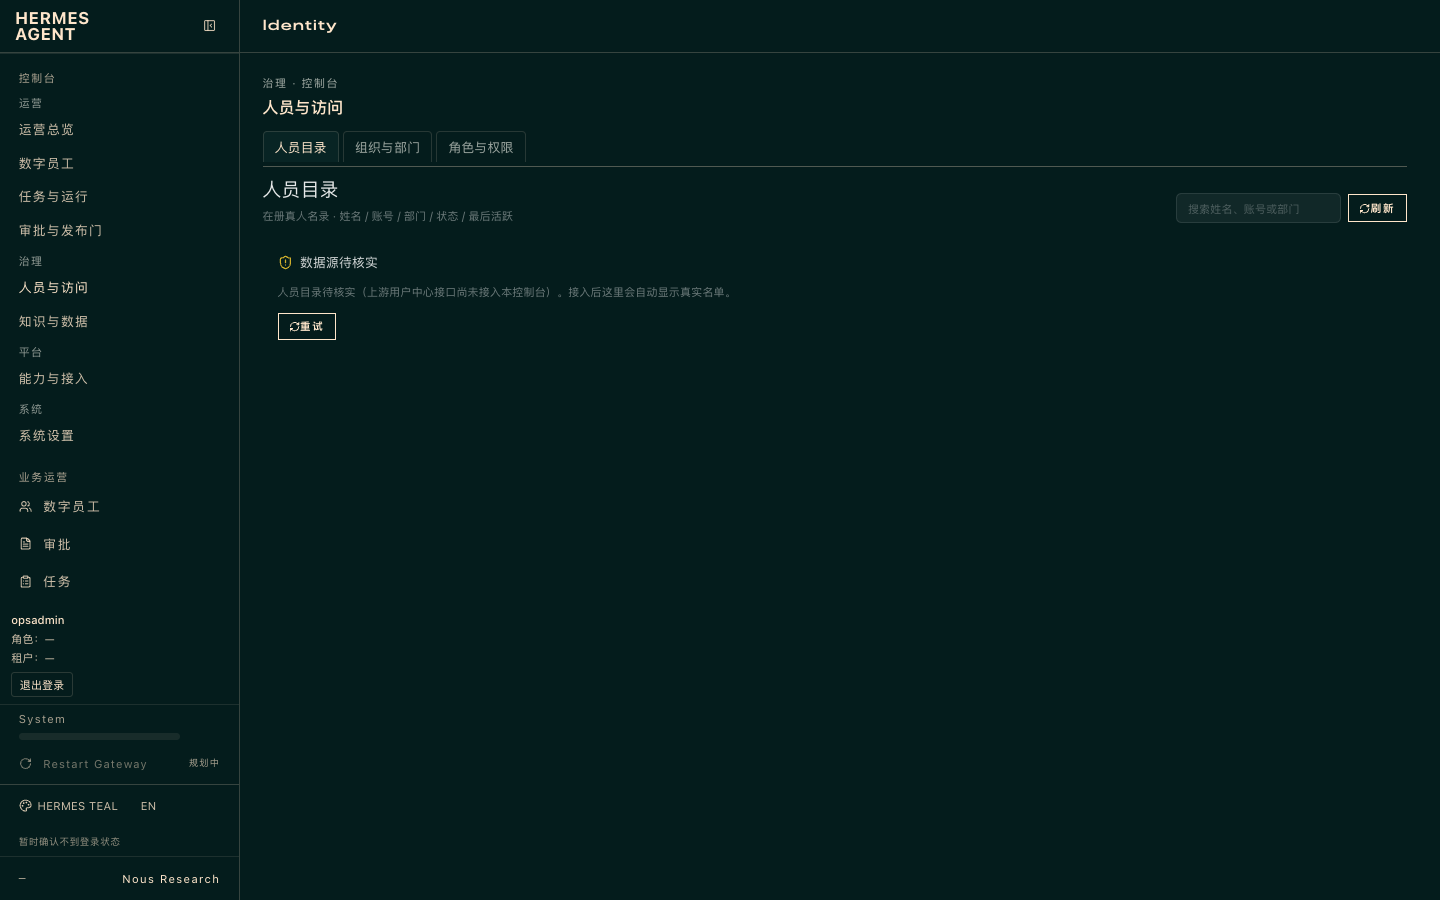 HERMES
AGENT
控制台
运营
运营总览
数字员工
任务与运行
审批与发布门
治理
人员与访问
知识与数据
平台
能力与接入
系统
系统设置
业务运营
数字员工
审批
任务
opsadmin
角色：—
租户：—
退出登录
System
Restart Gateway 规划中
HERMES TEAL EN
暂时确认不到登录状态
— Nous Research
Identity
治理 · 控制台
人员与访问
人员目录 组织与部门 角色与权限
人员目录
在册真人名录 · 姓名 / 账号 / 部门 / 状态 / 最后活跃
搜索姓名、账号或部门 刷新
数据源待核实
人员目录待核实（上游用户中心接口尚未接入本控制台）。接入后这里会自动显示真实名单。
重试